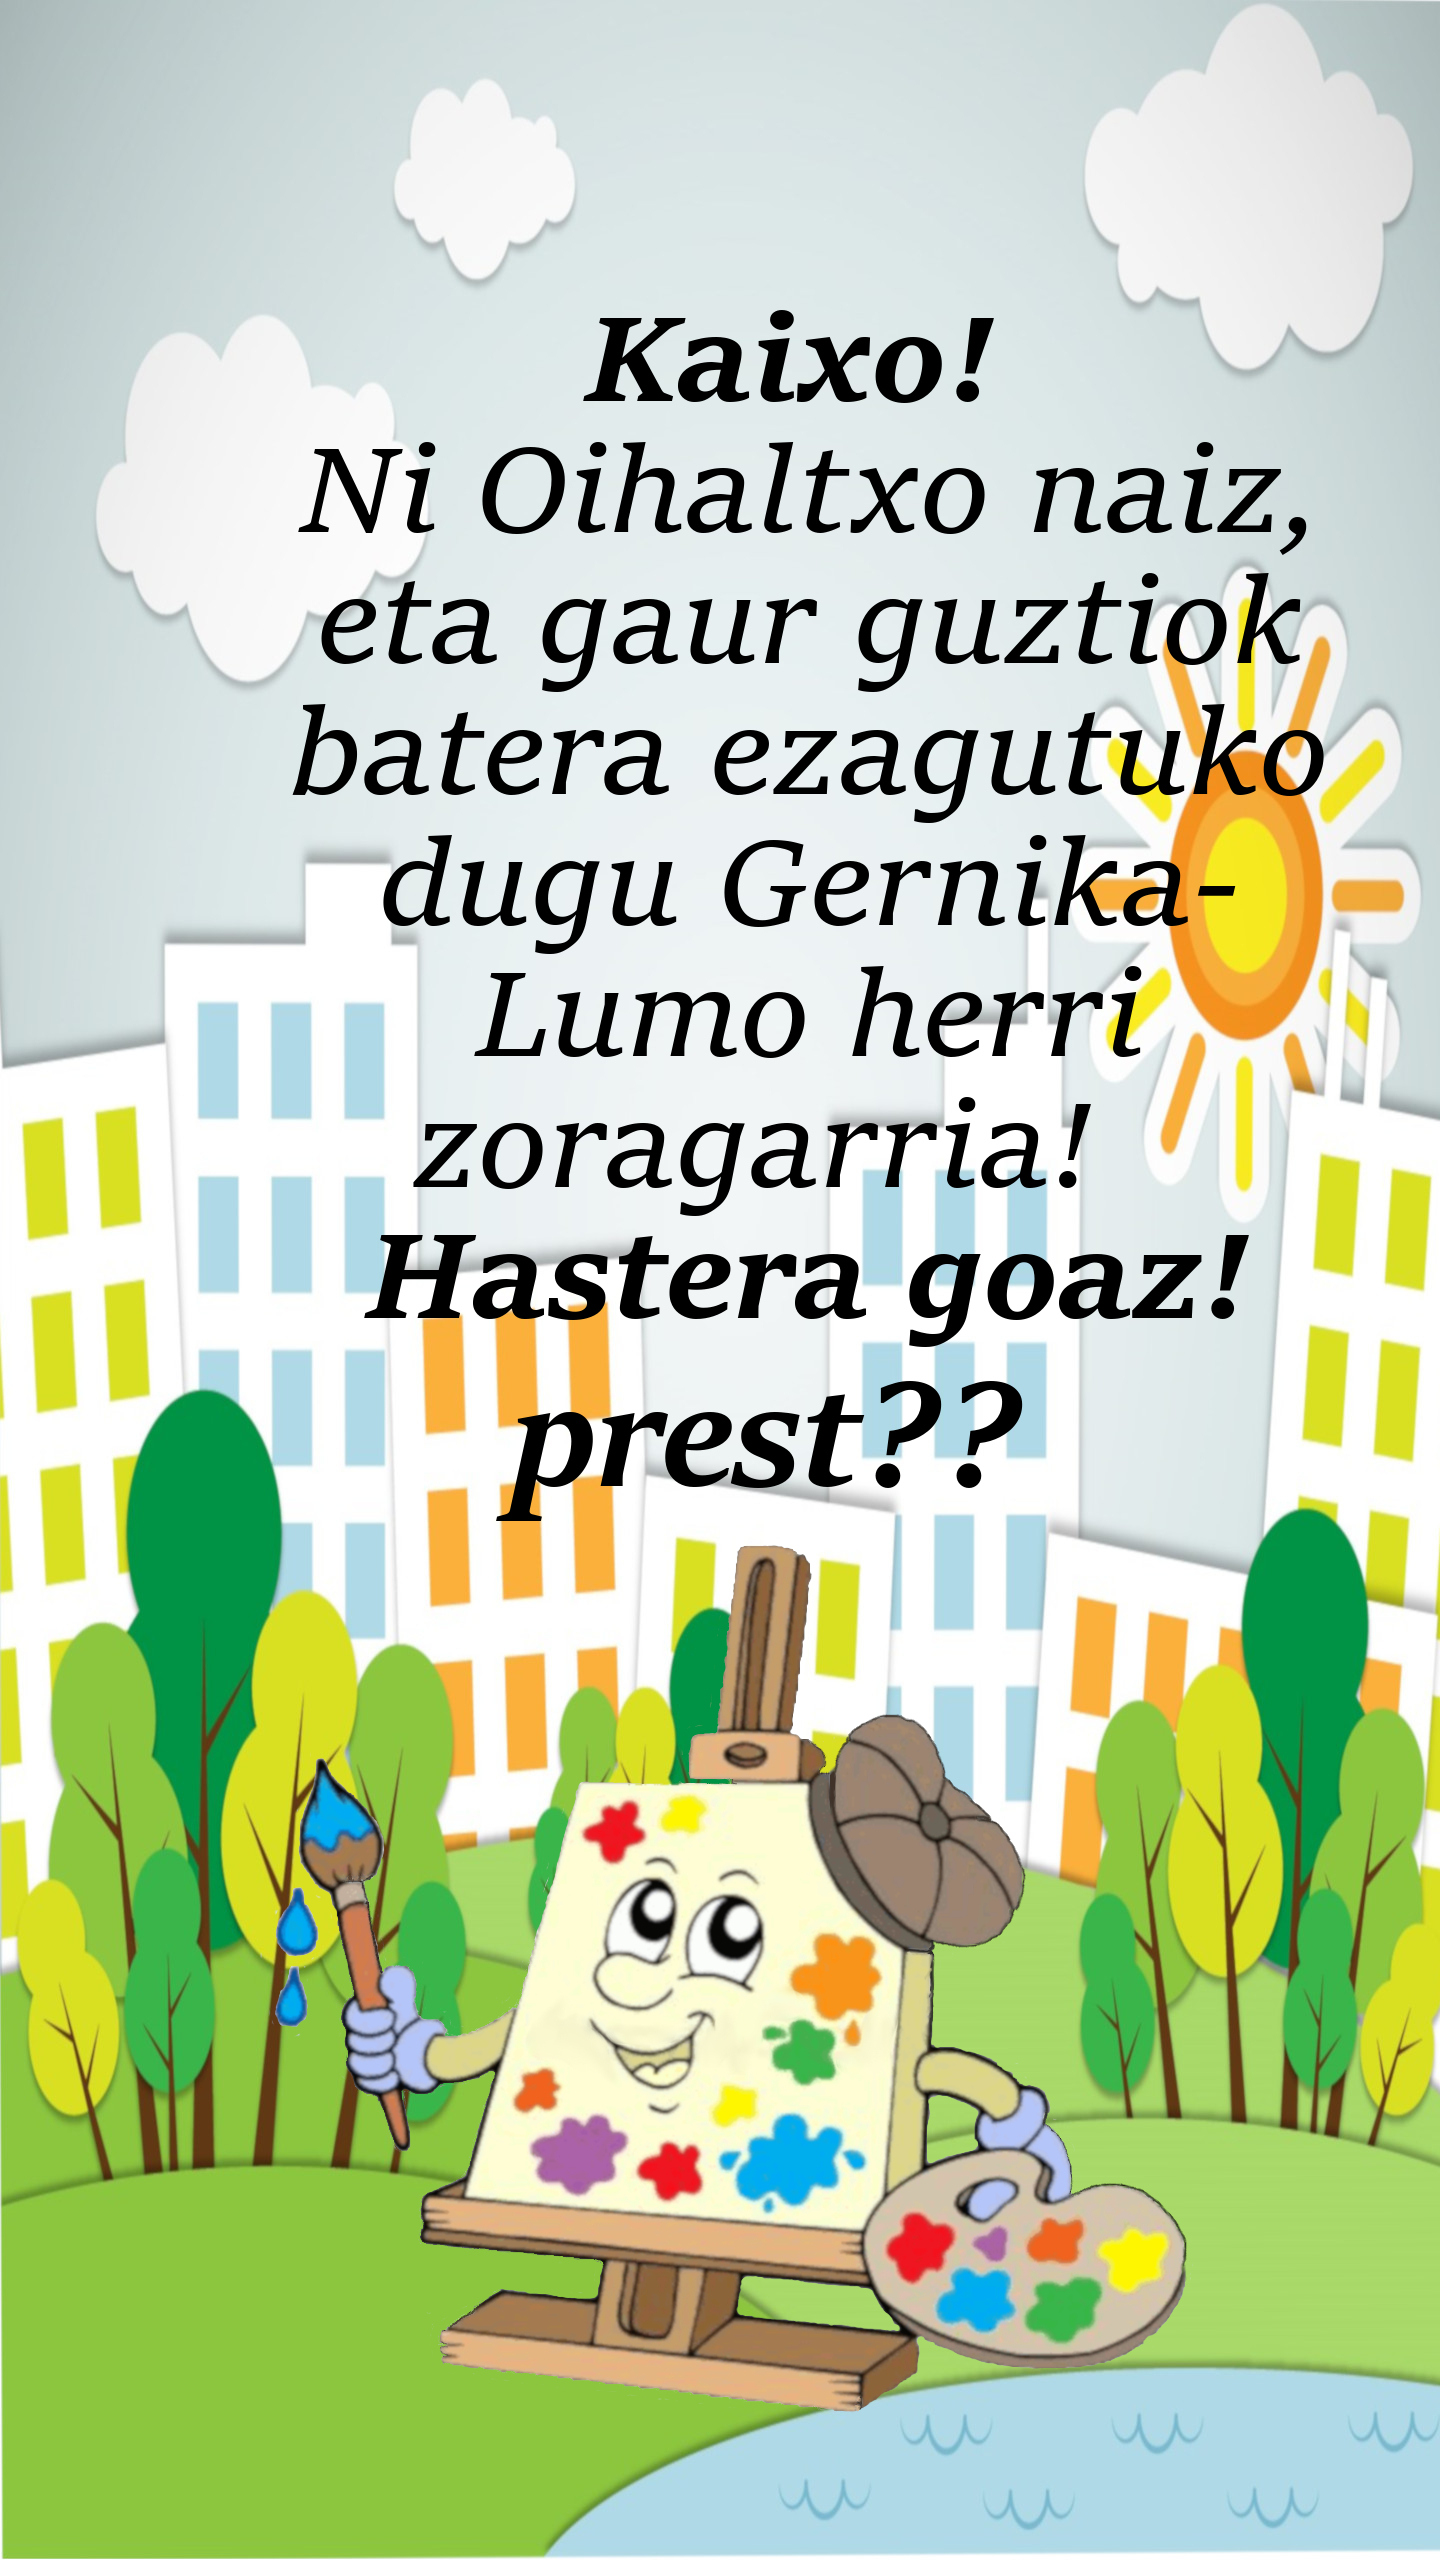 Kaixo!
Ni Oihaltxo naiz,
eta gaur guztiok
batera ezagutuko
dugu Gernika-
Lumo herri
zoragarria!
Hastera goaz!
prest??